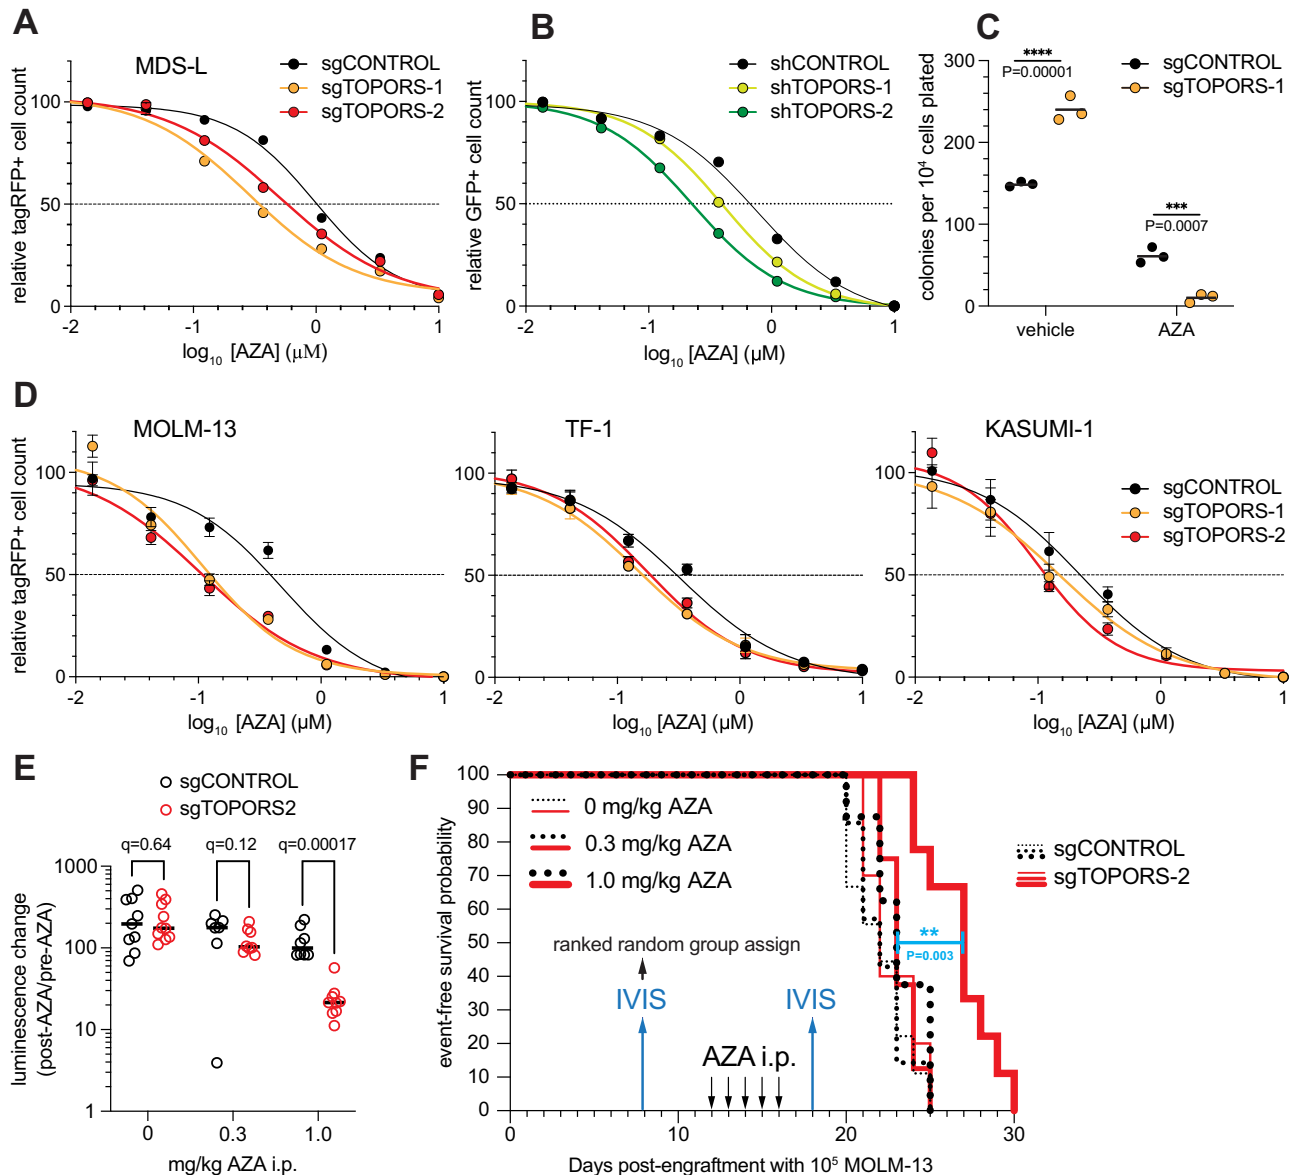 A
MDS-L
sgCONTROL
sgTOPORS-1
sgTOPORS-2
relative tagRFP+ cell count
100
50
0
-2
-1
0
1
log10 [AZA] (μM)
B
shCONTROL
shTOPORS-1
shTOPORS-2
relative GFP+ cell count
100
50
0
-2
-1
0
1
log10 [AZA] (μM)
C
sgCONTROL
sgTOPORS-1
colonies per 10⁴ cells plated
300
200
100
0
****
P=0.00001
***
P=0.0007
vehicle
AZA
D
MOLM-13
relative tagRFP+ cell count
100
50
0
-2
-1
0
1
log10 [AZA] (μM)
TF-1
100
50
0
-2
-1
0
1
log10 [AZA] (μM)
KASUMI-1
sgCONTROL
sgTOPORS-1
sgTOPORS-2
100
50
0
-2
-1
0
1
log10 [AZA] (μM)
E
sgCONTROL
sgTOPORS2
q=0.64
q=0.12
q=0.00017
luminescence change
(post-AZA/pre-AZA)
1000
100
10
1
0
0.3
1.0
mg/kg AZA i.p.
F
event-free survival probability
100
90
80
70
60
50
40
30
20
10
0
0 mg/kg AZA
0.3 mg/kg AZA
1.0 mg/kg AZA
sgCONTROL
sgTOPORS-2
**
P=0.003
ranked random group assign
IVIS
IVIS
AZA i.p.
0
10
20
30
Days post-engraftment with 10⁵ MOLM-13